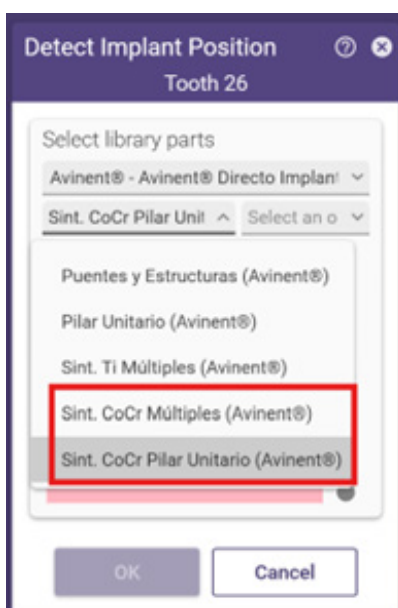 Detect Implant Position
Tooth 26
Select library parts
Avinent® - Avinent® Directo Implant
Sint. CoCr Pilar Unit Select an o
Puentes y Estructuras (Avinent®)
Pilar Unitario (Avinent®)
Sint. Ti Múltiples (Avinent®)
Sint. CoCr Múltiples (Avinent®)
Sint. CoCr Pilar Unitario (Avinent®)
OK Cancel